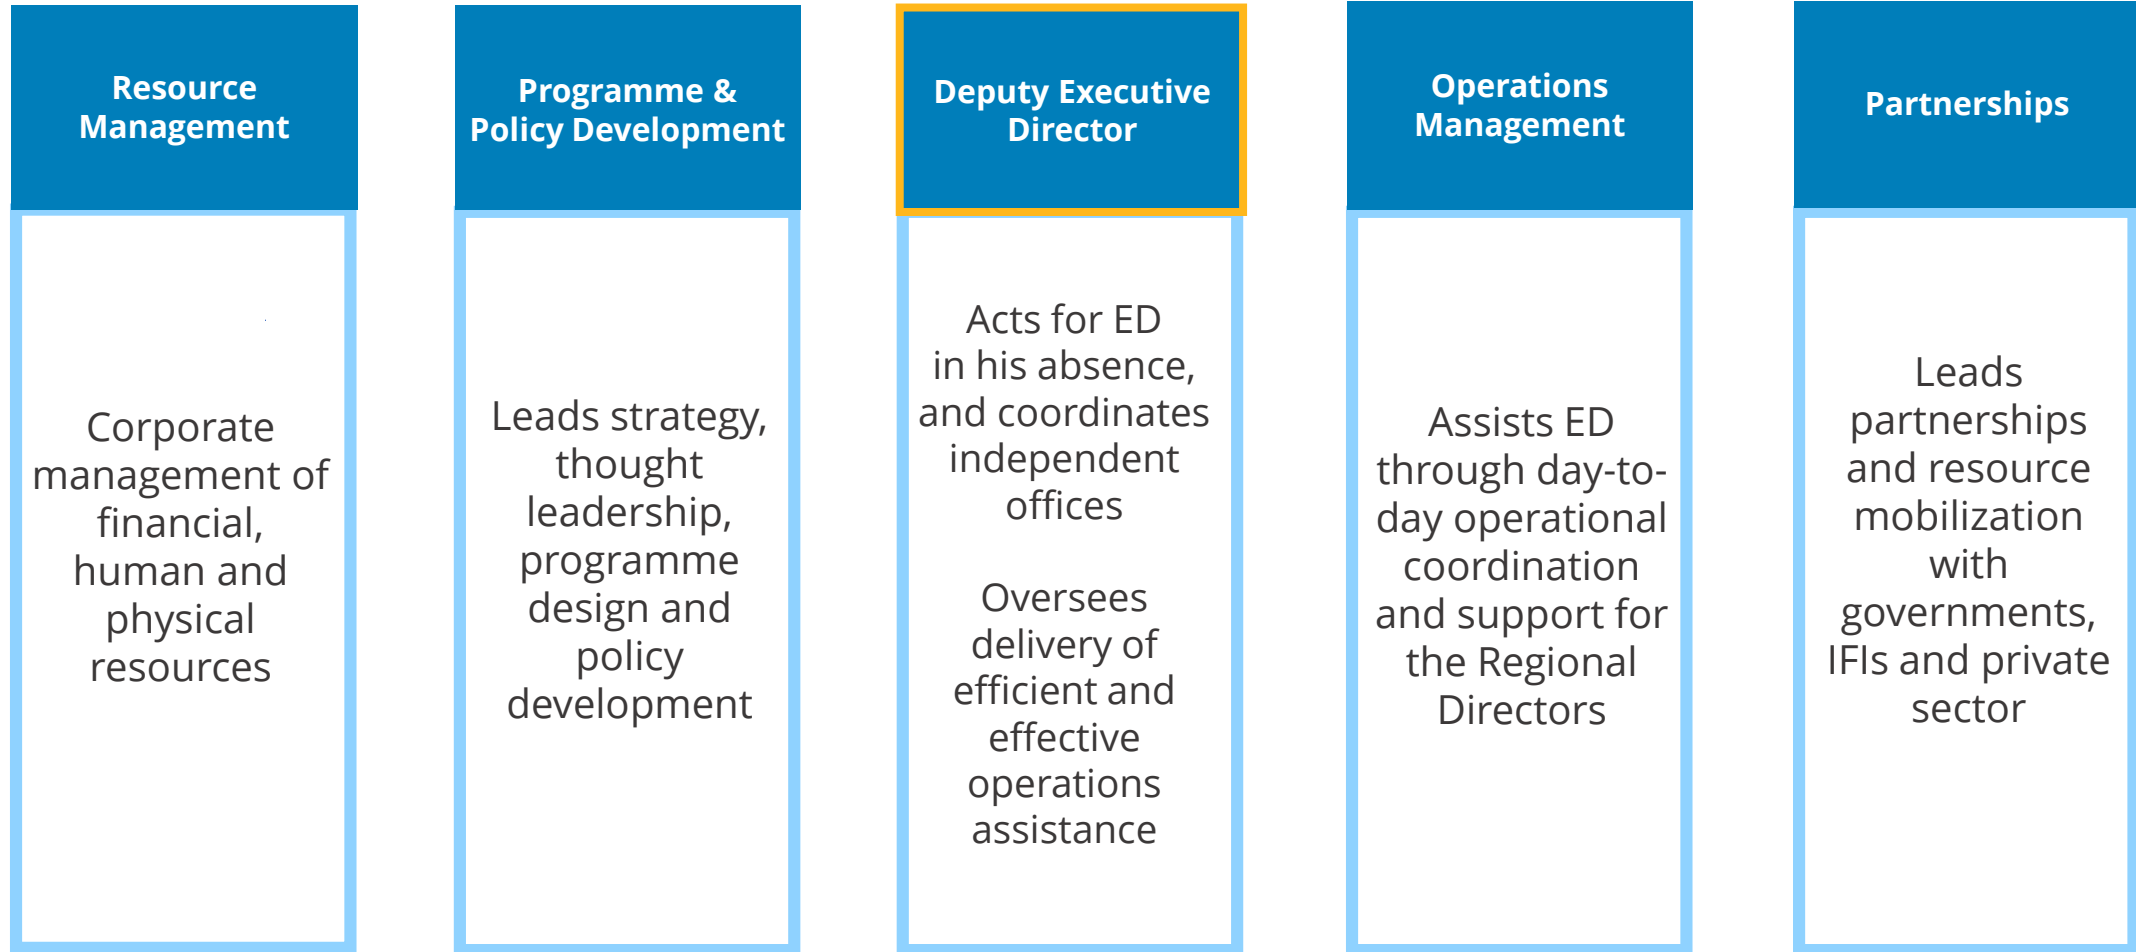 Resource
Management
Corporate
management of
financial,
human and
physical
resources
Programme &
Policy Development
Leads strategy,
thought
leadership,
programme
design and
policy
development
Deputy Executive
Director
Acts for ED
in his absence,
and coordinates
independent
offices
Oversees
delivery of
efficient and
effective
operations
assistance
Operations
Management
Assists ED
through day-to-
day operational
coordination
and support for
the Regional
Directors
Partnerships
Leads
partnerships
and resource
mobilization
with
governments,
IFIs and private
sector